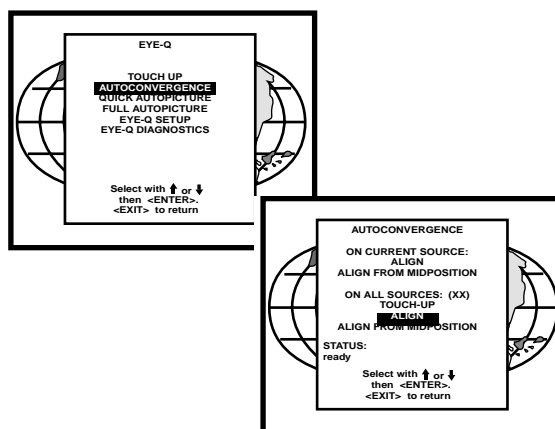 EYE-Q
TOUCH UP
AUTOCONVERGENCE
QUICK AUTOPICTURE
FULL AUTOPICTURE
EYE-Q SETUP
EYE-Q DIAGNOSTICS
Select with ⬆ or ⬇
then <ENTER>.
<EXIT> to return
AUTOCONVERGENCE
ON CURRENT SOURCE:
ALIGN
ALIGN FROM MIDPOSITION
ON ALL SOURCES: (XX)
TOUCH-UP
ALIGN
ALIGN FROM MIDPOSITION
STATUS:
ready
Select with ⬆ or ⬇
then <ENTER>.
<EXIT> to return